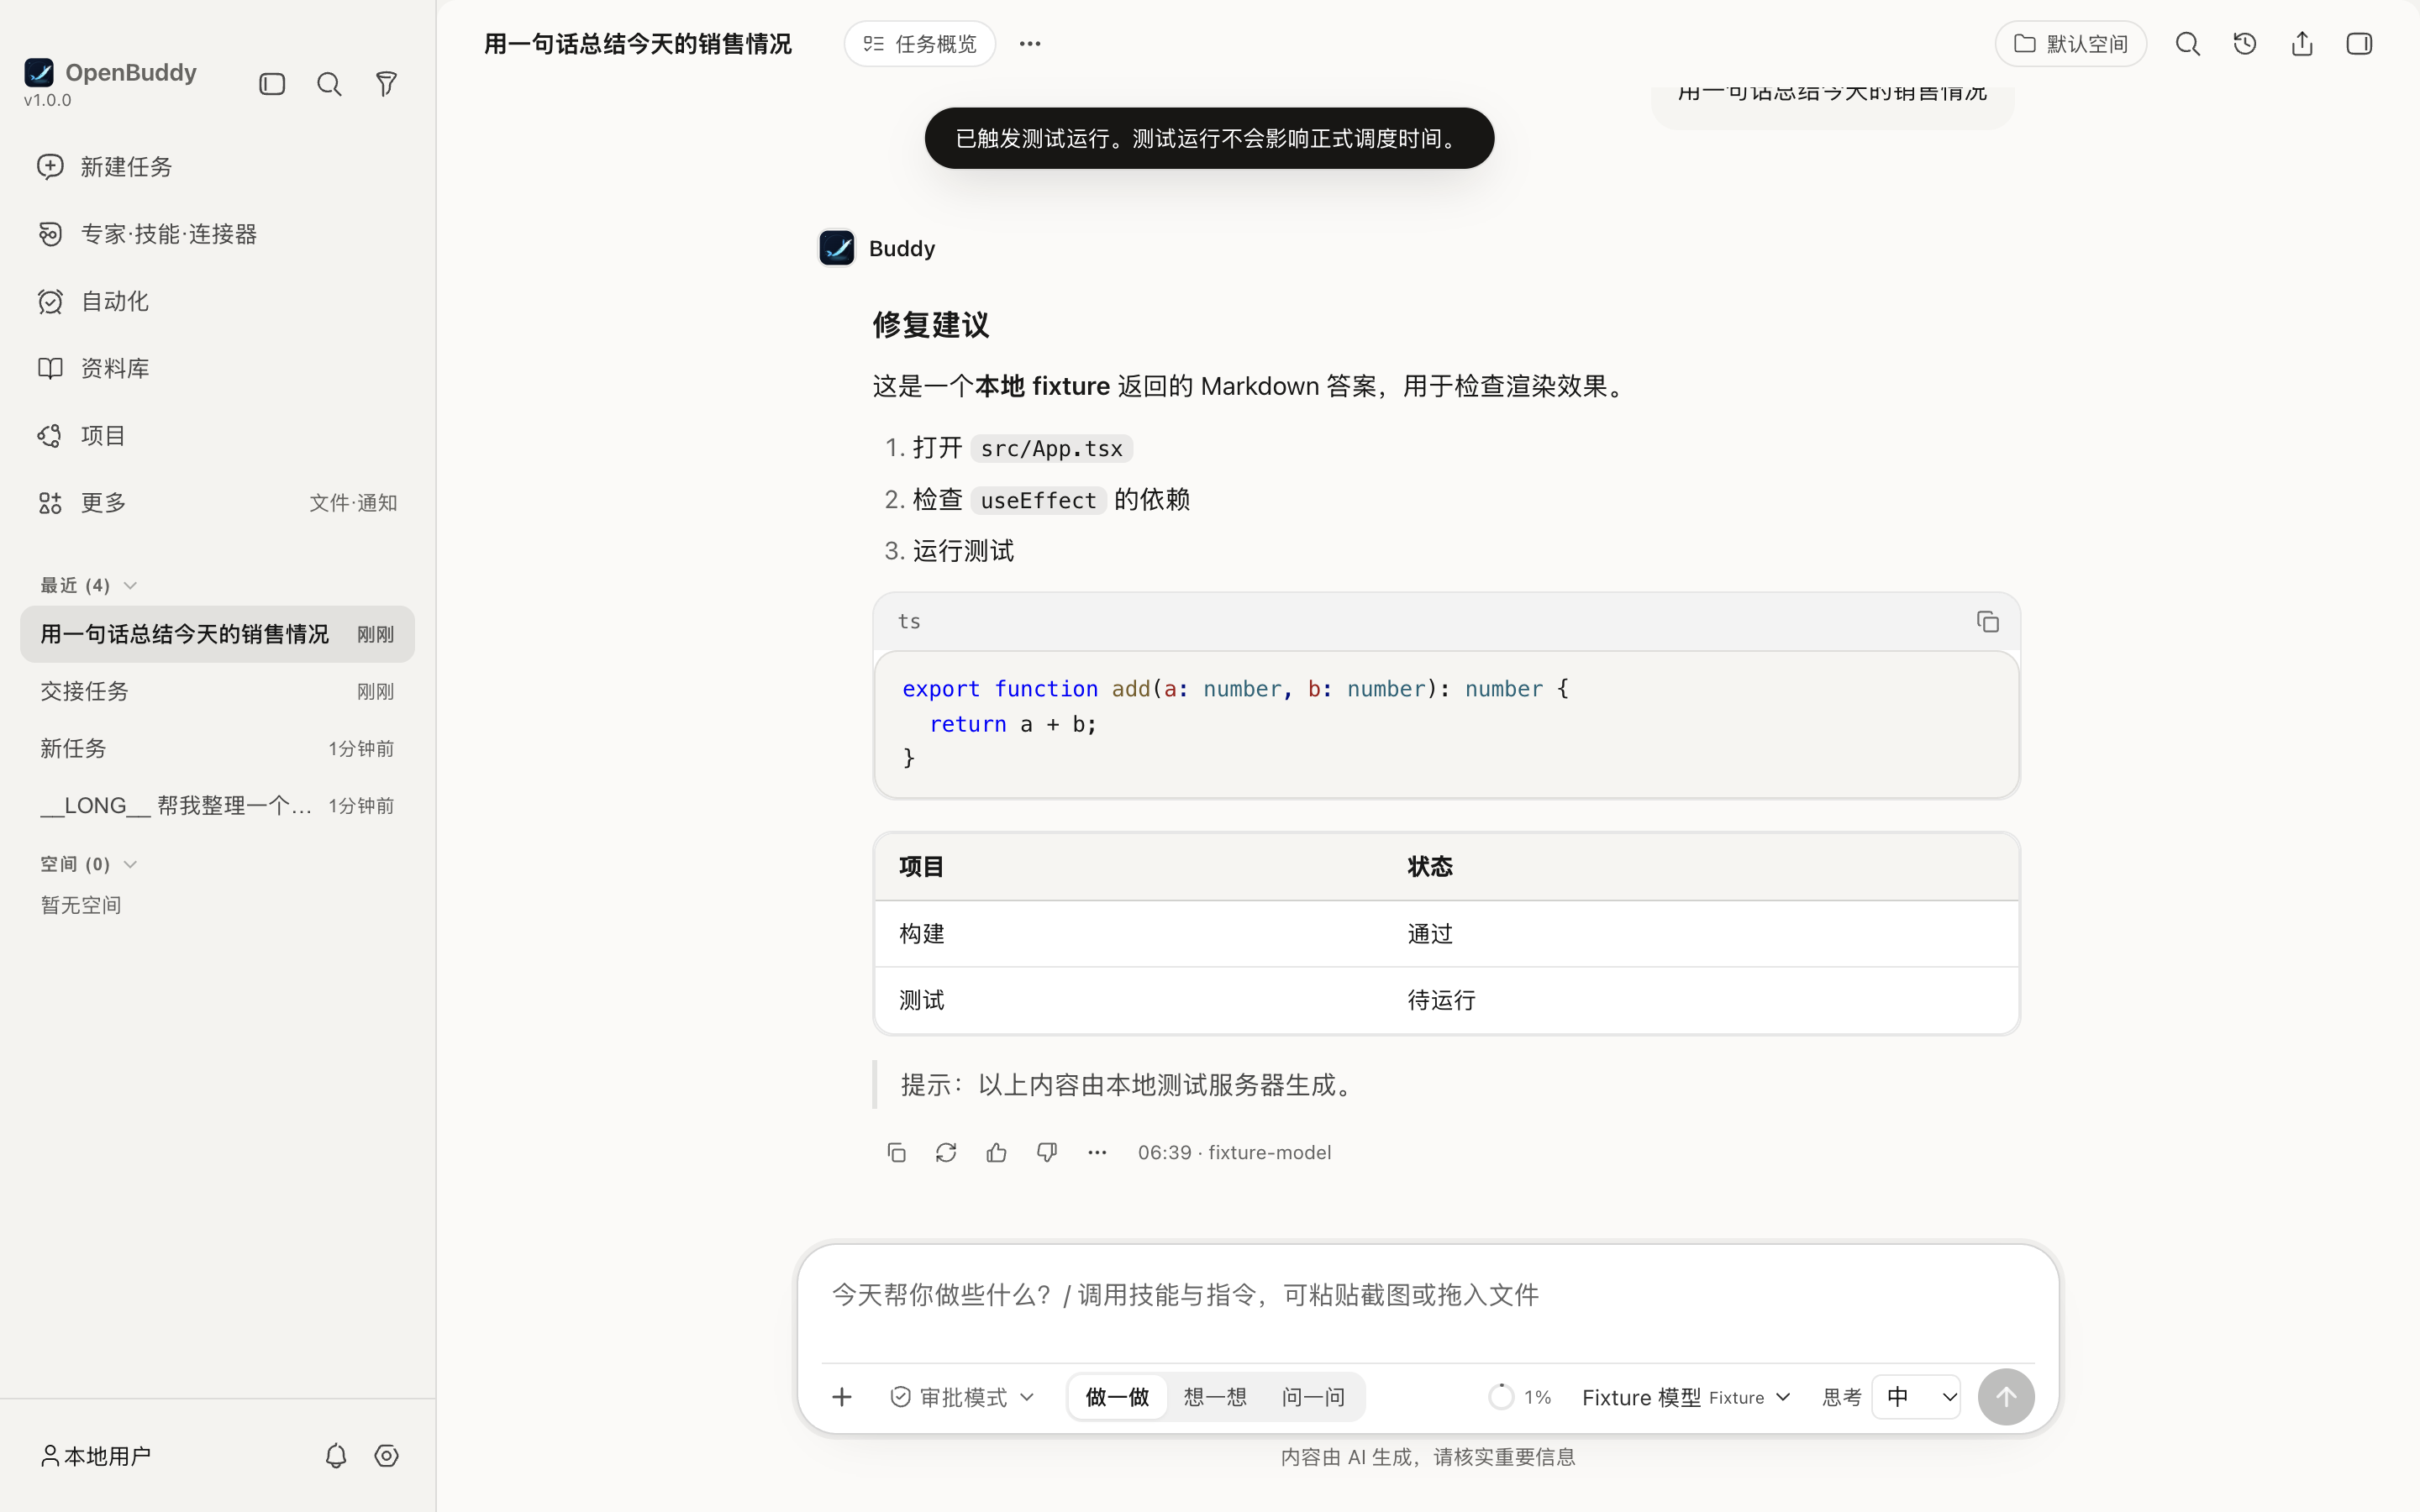 OpenBuddy
v1.0.0
新建任务
专家·技能·连接器
自动化
资料库
项目
更多 文件·通知
最近 (4)
用一句话总结今天的销售情况 刚刚
交接任务 刚刚
新任务 1分钟前
__LONG__ 帮我整理一个... 1分钟前
空间 (0)
暂无空间
本地用户
用一句话总结今天的销售情况 任务概览 默认空间
用一句话总结今天的销售情况
已触发测试运行。测试运行不会影响正式调度时间。
Buddy
修复建议
这是一个本地 fixture 返回的 Markdown 答案，用于检查渲染效果。
1. 打开 src/App.tsx
2. 检查 useEffect 的依赖
3. 运行测试
ts
export function add(a: number, b: number): number {
  return a + b;
}
项目 状态
构建 通过
测试 待运行
提示：以上内容由本地测试服务器生成。
06:39 · fixture-model
今天帮你做些什么？/ 调用技能与指令，可粘贴截图或拖入文件
审批模式 做一做 想一想 问一问 1% Fixture 模型 Fixture 思考 中
内容由 AI 生成，请核实重要信息